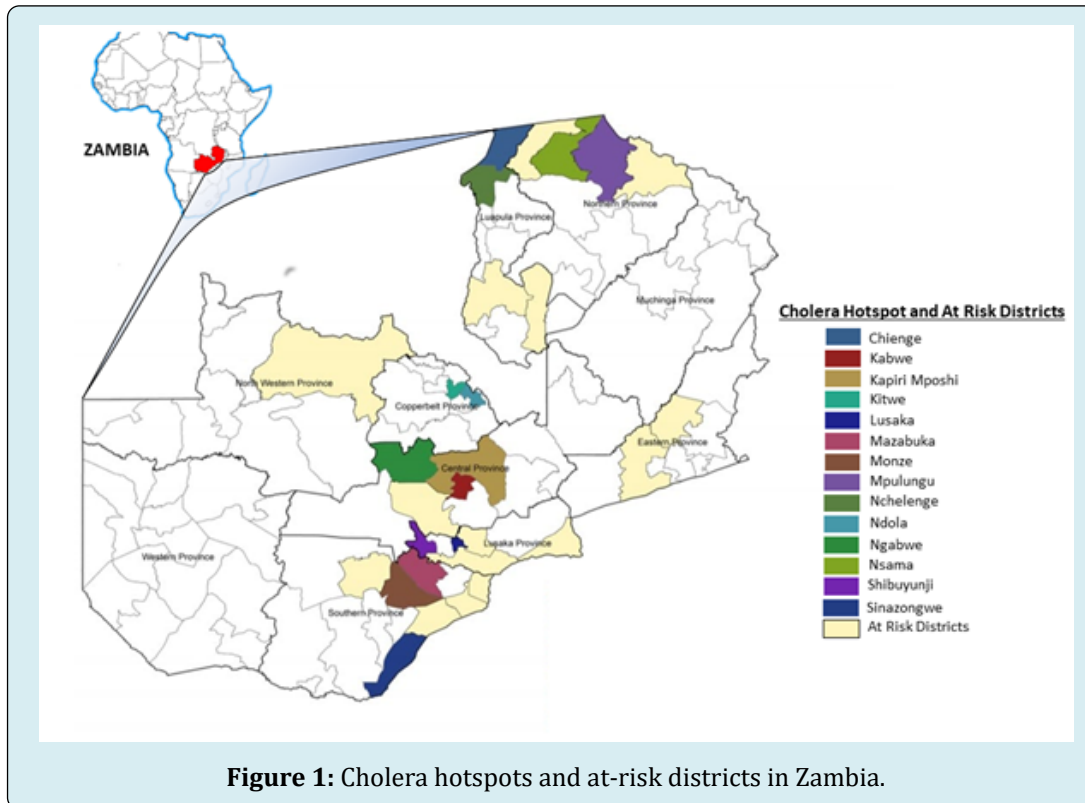 ZAMBIA
Northern Province
Luapula Province
Muchinga Province
North Western Province
Copperbelt Province
Eastern Province
Central Province
Lusaka Province
Western Province
Southern Province
Cholera Hotspot and At Risk Districts
Chienge
Kabwe
Kapiri Mposhi
Kitwe
Lusaka
Mazabuka
Monze
Mpulungu
Nchelenge
Ndola
Ngabwe
Nsama
Shibuyunji
Sinazongwe
At Risk Districts
Figure 1: Cholera hotspots and at-risk districts in Zambia.